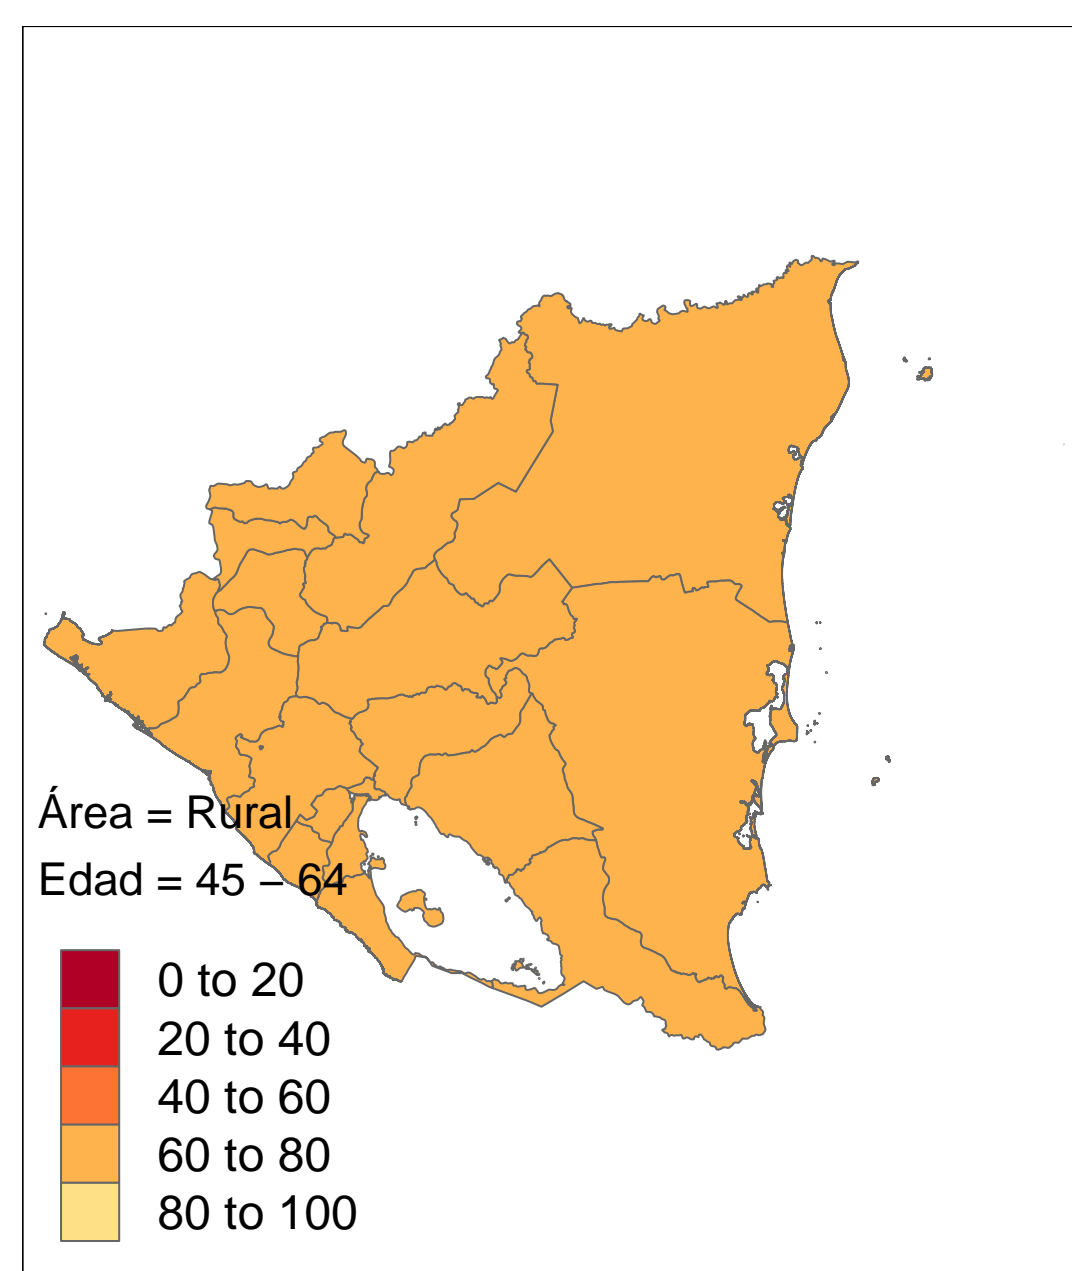 Área = Rural
Edad = 45 – 64
0 to 20
20 to 40
40 to 60
60 to 80
80 to 100